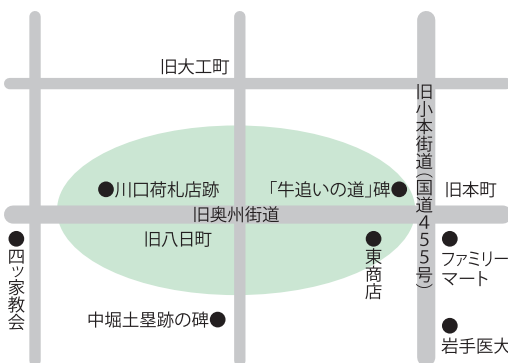 旧大工町
旧小本街道(国道455号)
川口荷札店跡
「牛追いの道」碑
旧本町
旧奥州街道
旧八日町
四ッ家教会
東商店
ファミリー
マート
中堀土塁跡の碑
岩手医大